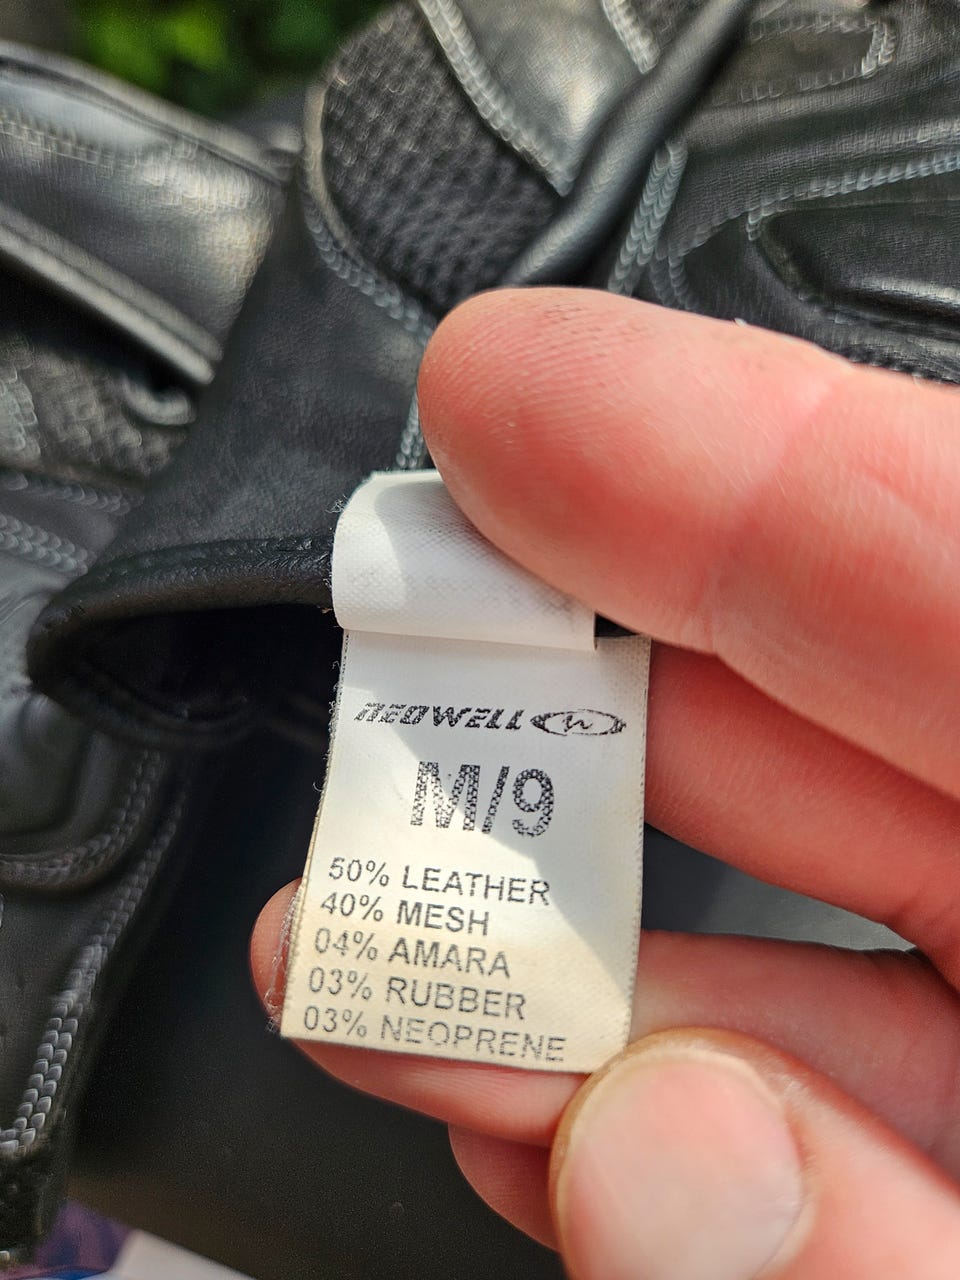 NEOWELL
M/9
50% LEATHER
40% MESH
04% AMARA
03% RUBBER
03% NEOPRENE